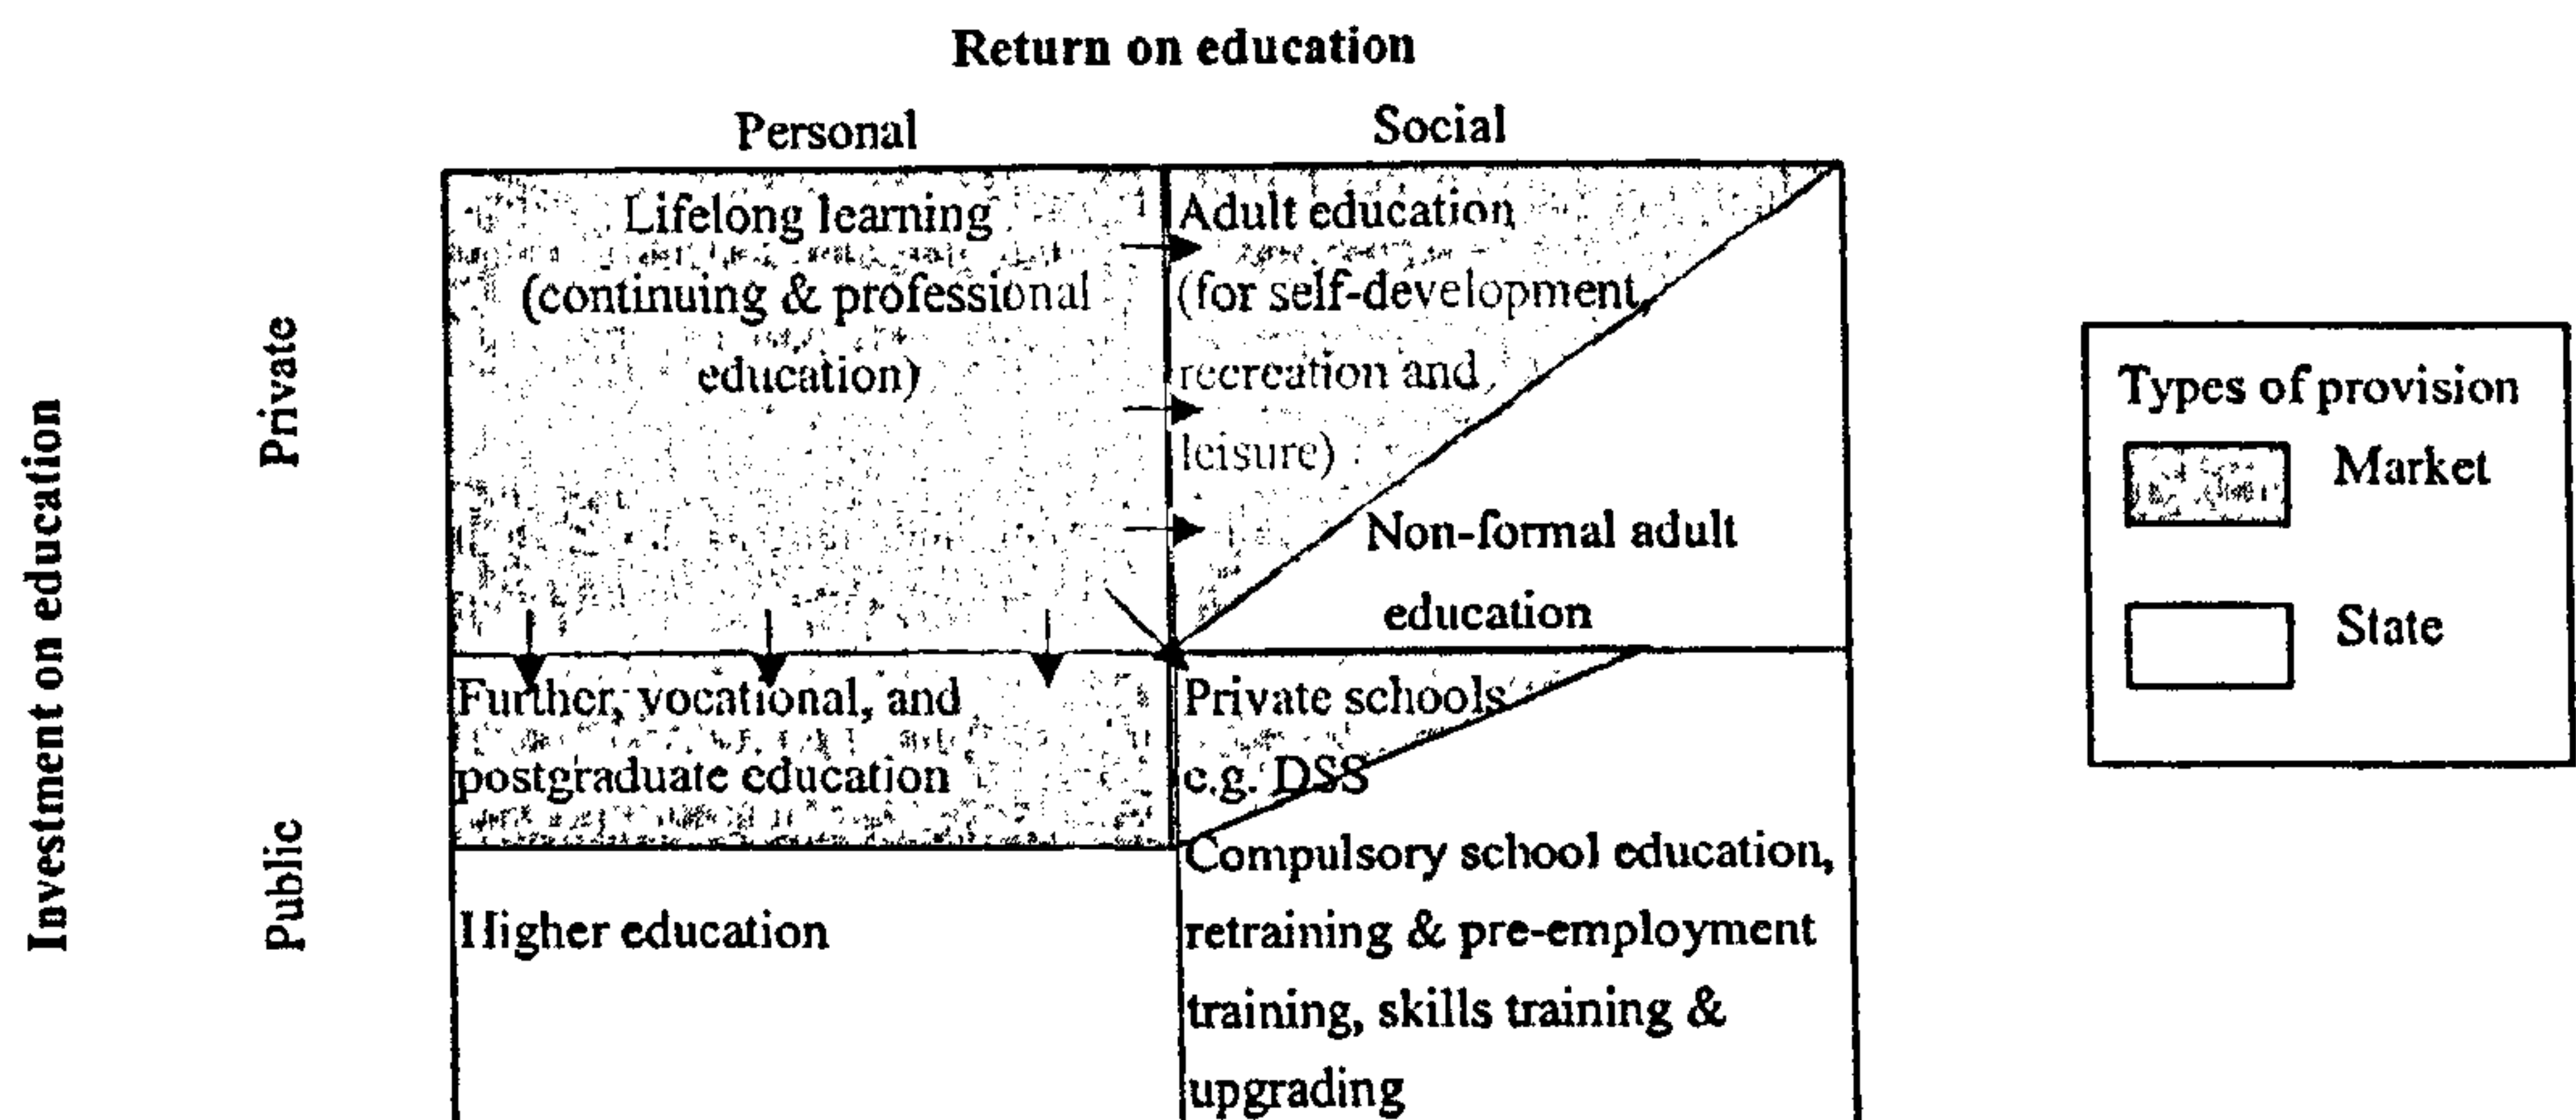 Return on education
Personal
Social
Investment on education
Private
Public
Lifelong learning
(continuing & professional
education)
Adult education
(for self-development,
recreation and
leisure)
Non-formal adult
education
Further, vocational, and
postgraduate education
Private schools
e.g. DSS
Higher education
Compulsory school education,
retraining & pre-employment
training, skills training &
upgrading
Types of provision
Market
State